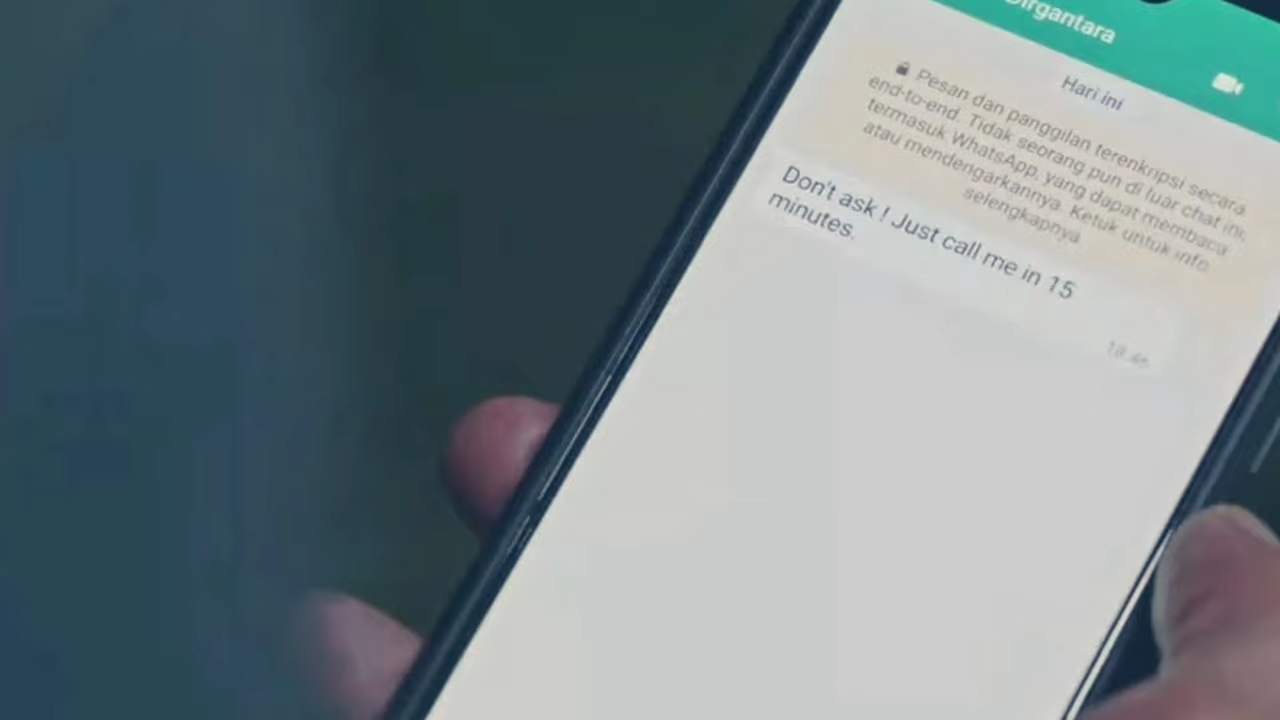 Dirgantara
Hari ini
Pesan dan panggilan terenkripsi secara
end-to-end. Tidak seorang pun di luar chat ini,
termasuk WhatsApp, yang dapat membaca
atau mendengarkannya. Ketuk untuk info
selengkapnya.
Don't ask ! Just call me in 15
minutes.